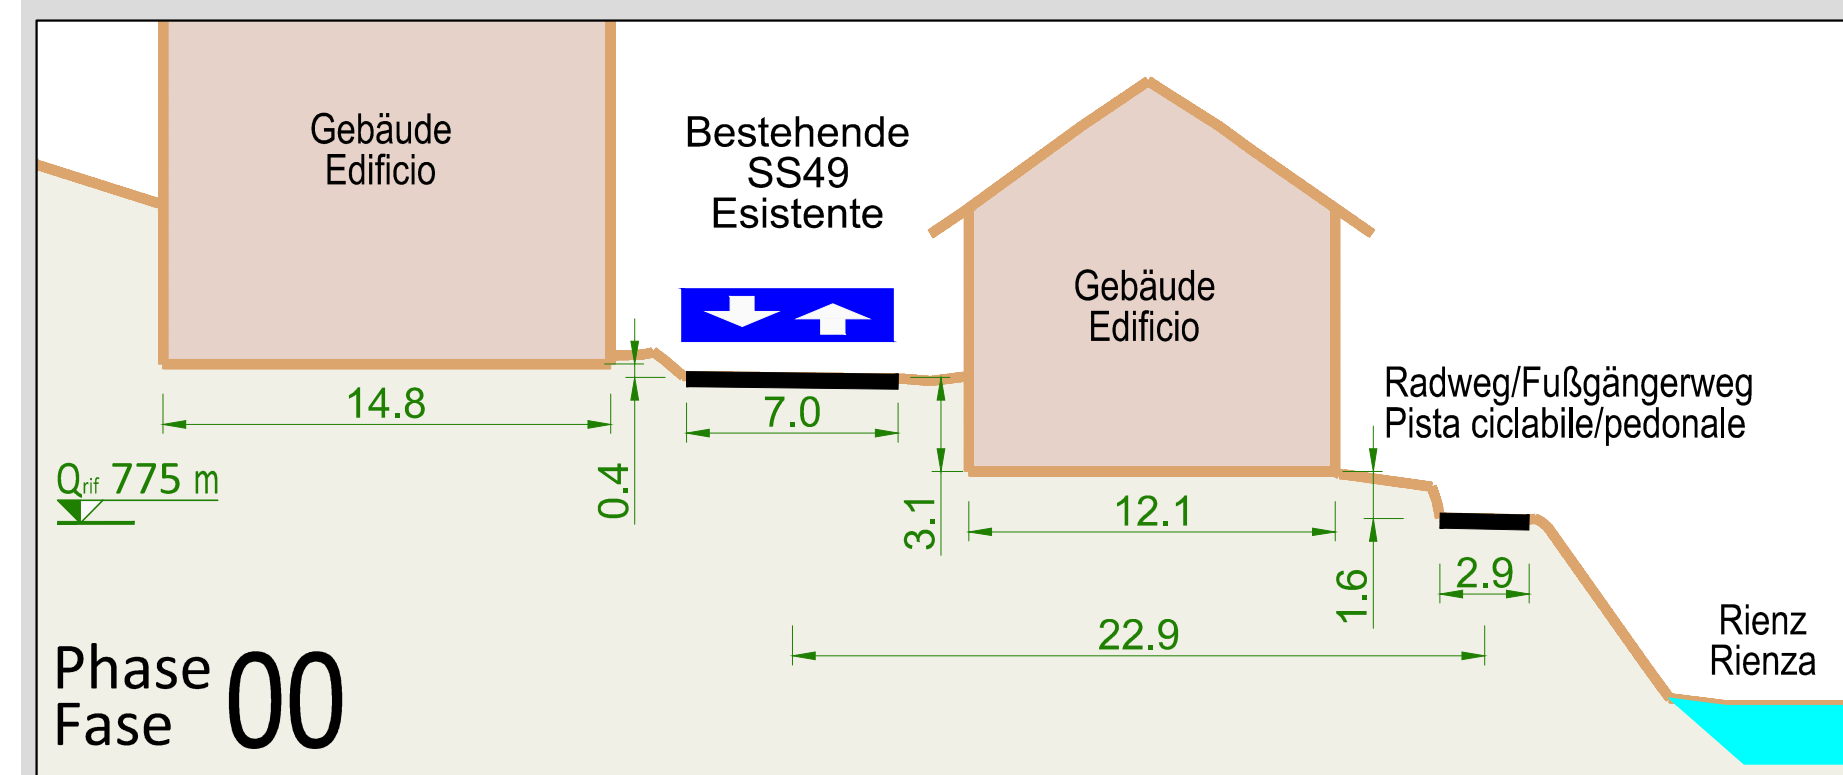 Gebäude
Edificio
Bestehende
SS49
Esistente
Gebäude
Edificio
Radweg/Fußgängerweg
Pista ciclabile/pedonale
14.8
7.0
0.4
3.1
12.1
1.6
2.9
22.9
Qrif 775 m
Rienz
Rienza
Phase
Fase
00